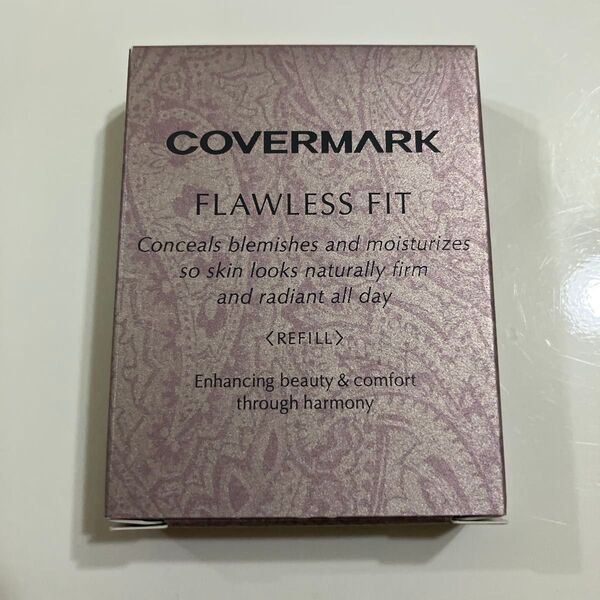 COVERMARK
FLAWLESS FIT
Conceals blemishes and moisturizes
so skin looks naturally firm
and radiant all day
〈REFILL〉
Enhancing beauty & comfort
through harmony